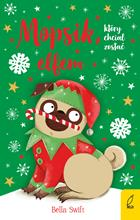 Mopsik,
który
chciał
zostać
elfem
Bella Swift